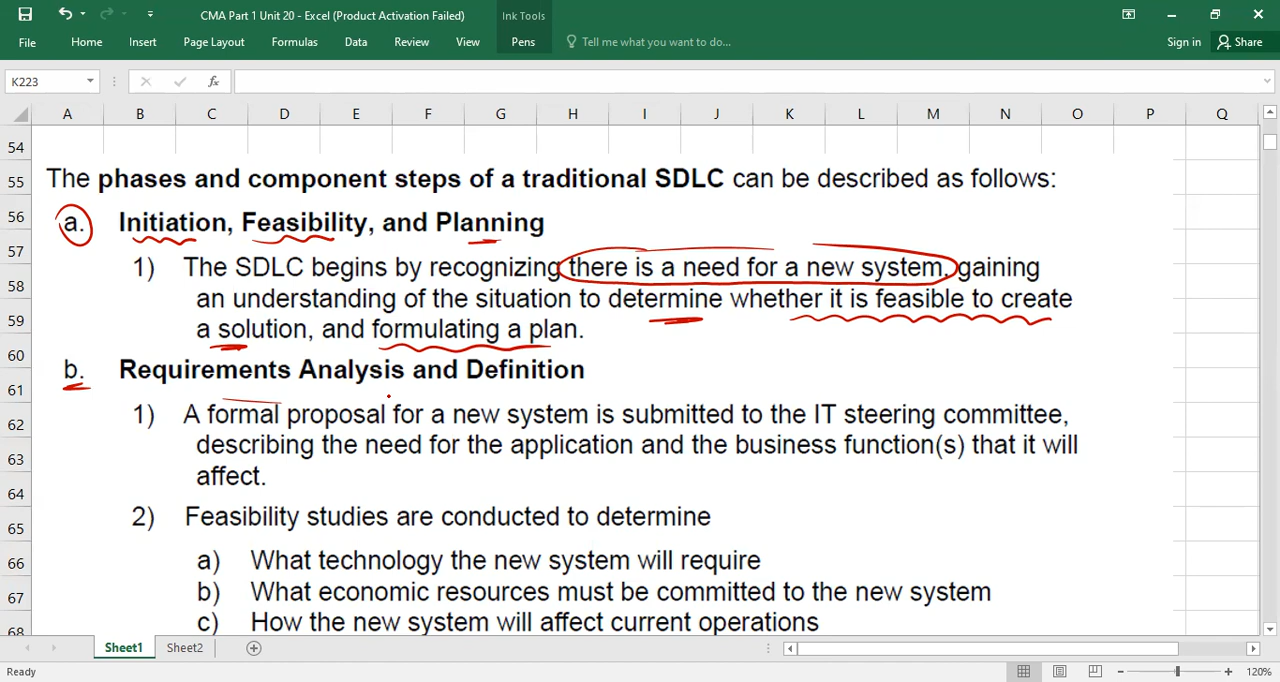 CMA Part 1 Unit 20 - Excel (Product Activation Failed)
Ink Tools
File Home Insert Page Layout Formulas Data Review View Pens Tell me what you want to do... Sign in Share
K223 fx
A B C D E F G H I J K L M N O P Q
54
55 The phases and component steps of a traditional SDLC can be described as follows:
56 a. Initiation, Feasibility, and Planning
57 1) The SDLC begins by recognizing there is a need for a new system, gaining
58 an understanding of the situation to determine whether it is feasible to create
59 a solution, and formulating a plan.
60 b. Requirements Analysis and Definition
61
62 1) A formal proposal for a new system is submitted to the IT steering committee,
63 describing the need for the application and the business function(s) that it will
64 affect.
65 2) Feasibility studies are conducted to determine
66 a) What technology the new system will require
67 b) What economic resources must be committed to the new system
68 c) How the new system will affect current operations
Sheet1 Sheet2
Ready 120%